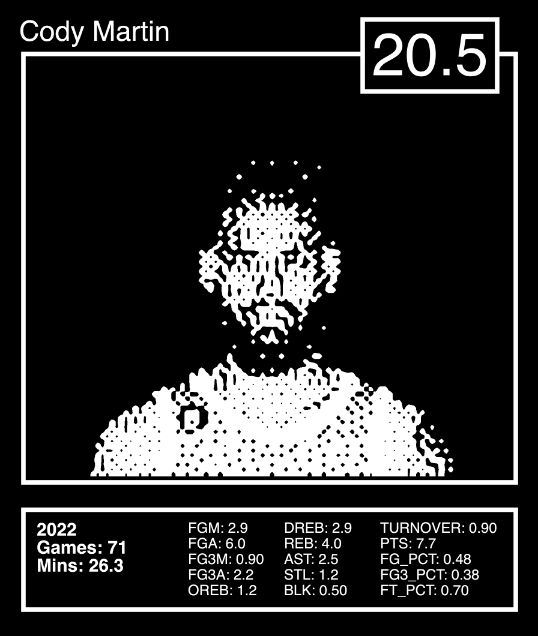 Cody Martin
20.5
2022
Games: 71
Mins: 26.3
FGM: 2.9
FGA: 6.0
FG3M: 0.90
FG3A: 2.2
OREB: 1.2
DREB: 2.9
REB: 4.0
AST: 2.5
STL: 1.2
BLK: 0.50
TURNOVER: 0.90
PTS: 7.7
FG_PCT: 0.48
FG3_PCT: 0.38
FT_PCT: 0.70